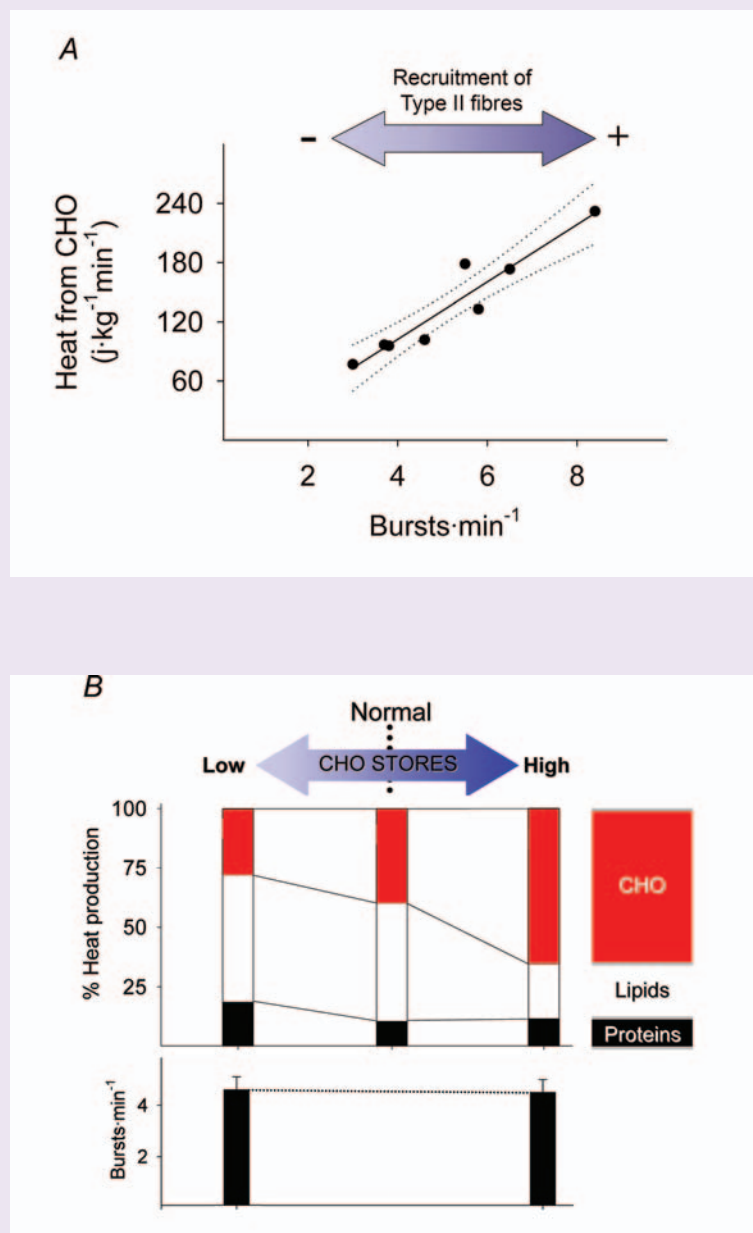 A
Recruitment of
Type II fibres
-
+
Heat from CHO
(j·kg⁻¹min⁻¹)
240
180
120
60
2 4 6 8
Bursts·min⁻¹
B
Normal
Low CHO STORES High
% Heat production
100
75
50
25
CHO
Lipids
Proteins
Bursts·min⁻¹
4
2